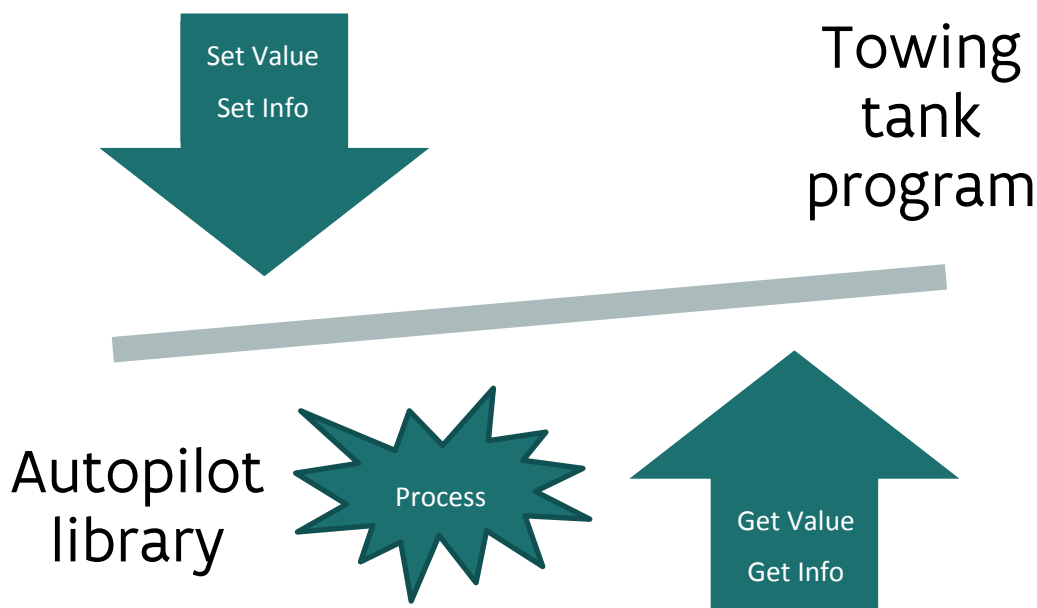 Set Value
Set Info
Towing
tank
program
Autopilot
library
Process
Get Value
Get Info